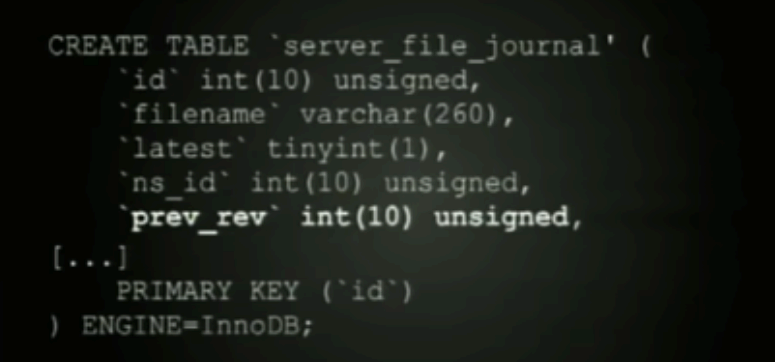 CREATE TABLE `server_file_journal' (
`id` int(10) unsigned,
`filename` varchar(260),
`latest` tinyint(1),
`ns_id` int(10) unsigned,
`prev_rev` int(10) unsigned,
[...]
PRIMARY KEY (`id`)
) ENGINE=InnoDB;